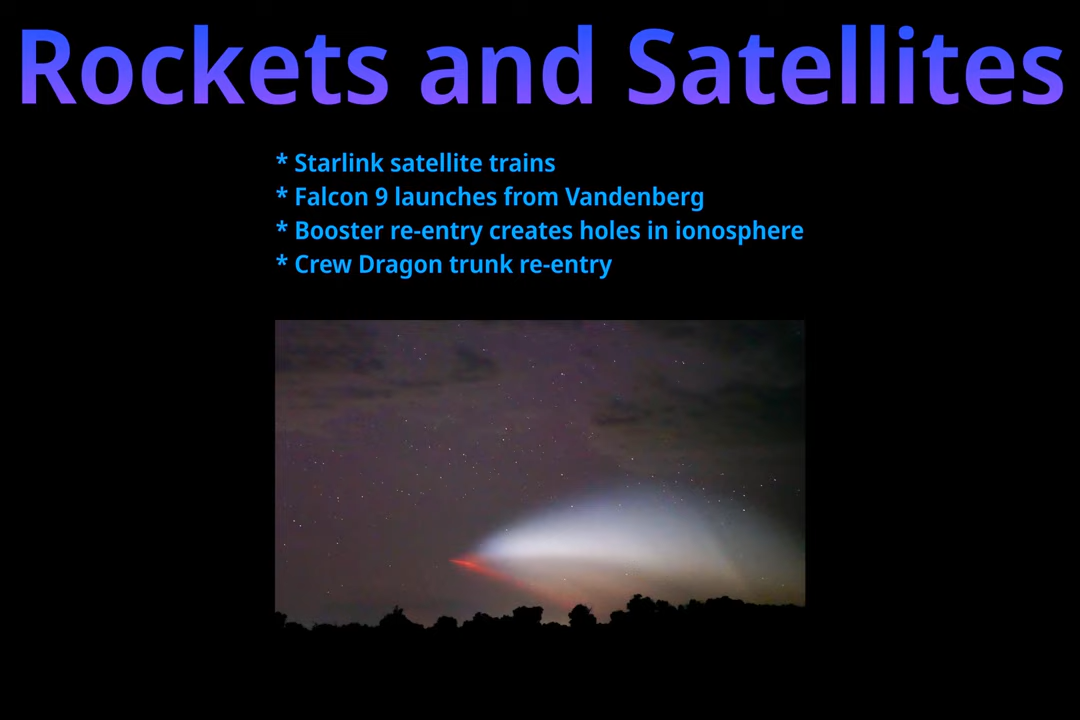 Rockets and Satellites
* Starlink satellite trains
* Falcon 9 launches from Vandenberg
* Booster re-entry creates holes in ionosphere
* Crew Dragon trunk re-entry